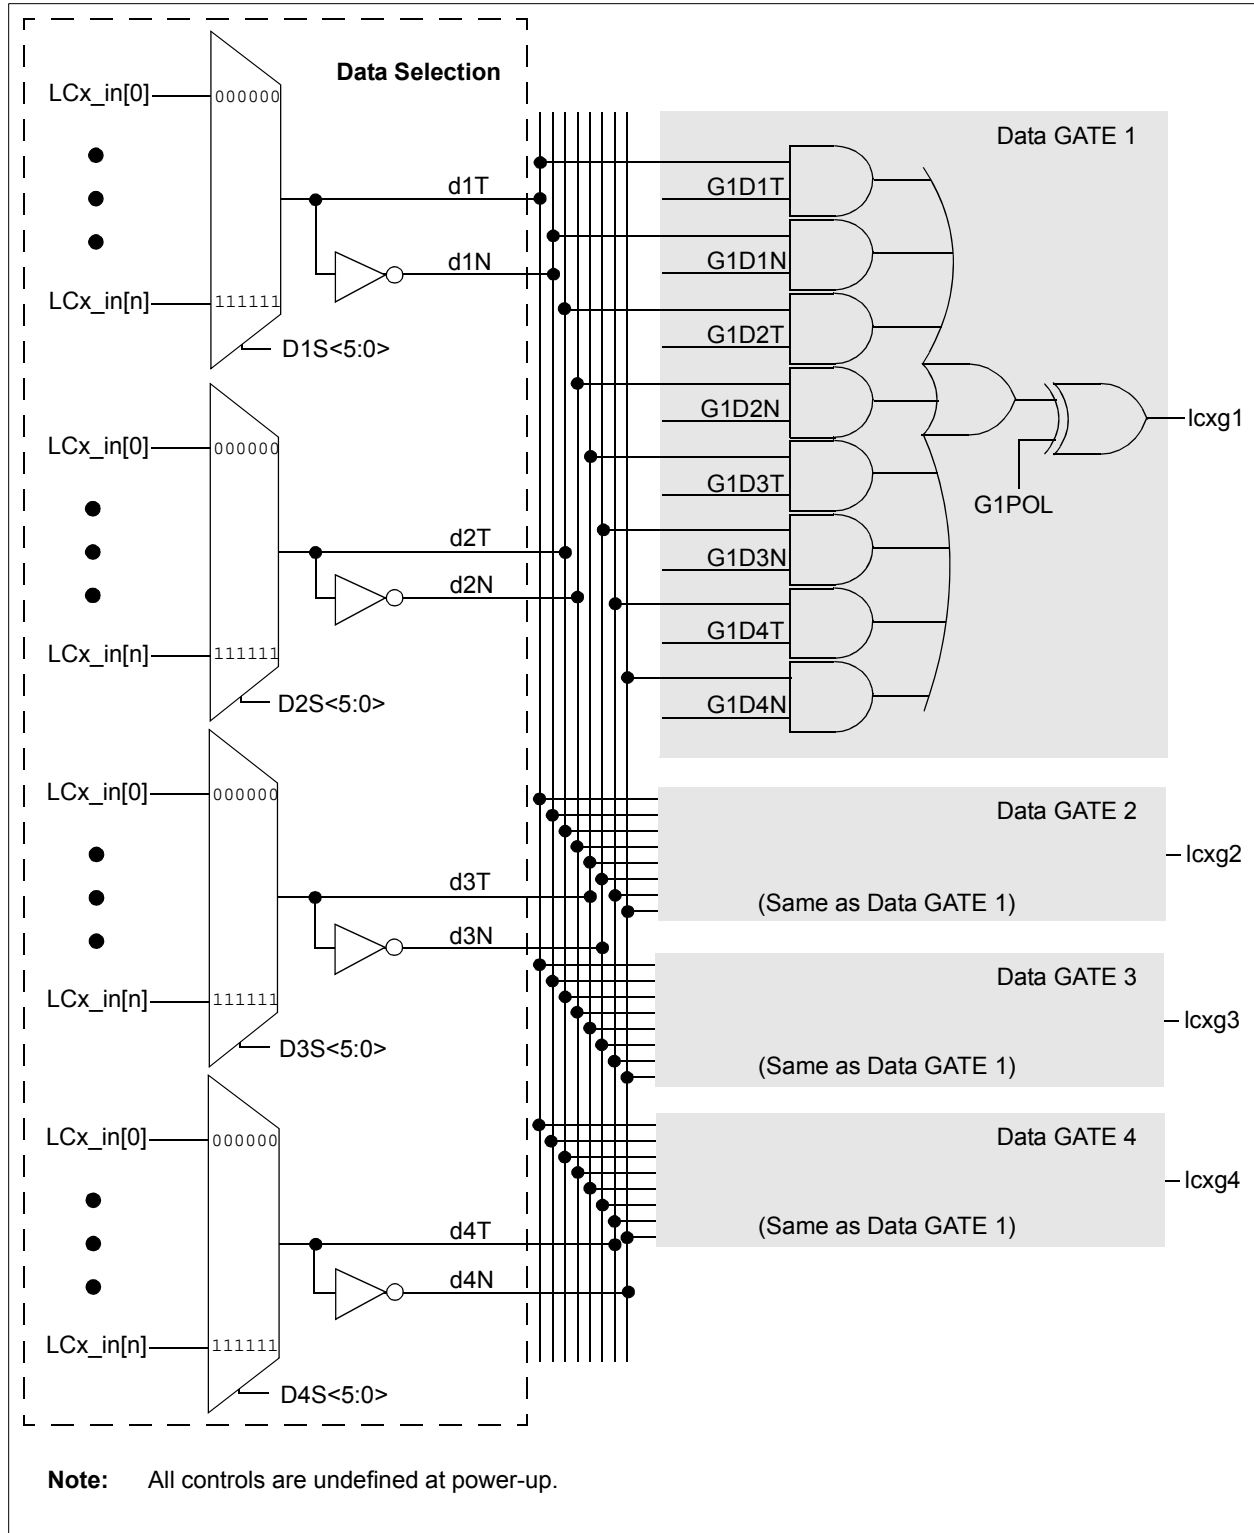 Data Selection
LCx_in[0]
000000
d1T
d1N
LCx_in[n]
111111
D1S<5:0>
LCx_in[0]
000000
d2T
d2N
LCx_in[n]
111111
D2S<5:0>
LCx_in[0]
000000
d3T
d3N
LCx_in[n]
111111
D3S<5:0>
LCx_in[0]
000000
d4T
d4N
LCx_in[n]
111111
D4S<5:0>
Data GATE 1
G1D1T
G1D1N
G1D2T
G1D2N
G1D3T
G1D3N
G1D4T
G1D4N
G1POL
lcxg1
Data GATE 2
(Same as Data GATE 1)
lcxg2
Data GATE 3
(Same as Data GATE 1)
lcxg3
Data GATE 4
(Same as Data GATE 1)
lcxg4
Note: All controls are undefined at power-up.